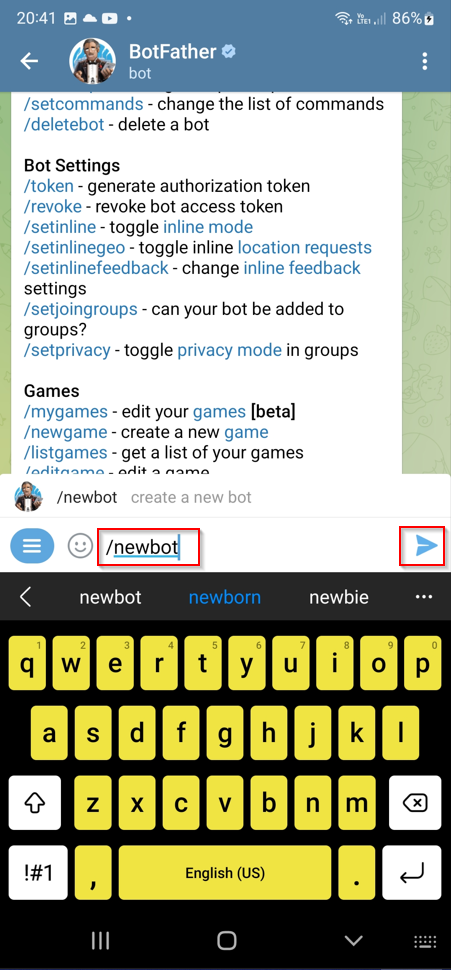 20:41 Vo LTE1 86%
BotFather
bot
/setcommands - change the list of commands
/deletebot - delete a bot
Bot Settings
/token - generate authorization token
/revoke - revoke bot access token
/setinline - toggle inline mode
/setinlinegeo - toggle inline location requests
/setinlinefeedback - change inline feedback
settings
/setjoingroups - can your bot be added to
groups?
/setprivacy - toggle privacy mode in groups
Games
/mygames - edit your games [beta]
/newgame - create a new game
/listgames - get a list of your games
/editgame - edit a game
/newbot create a new bot
/newbot
newbot newborn newbie ...
1 2 3 4 5 6 7 8 9 0
q w e r t y u i o p
a s d f g h j k l
z x c v b n m
!#1 , English (US) .